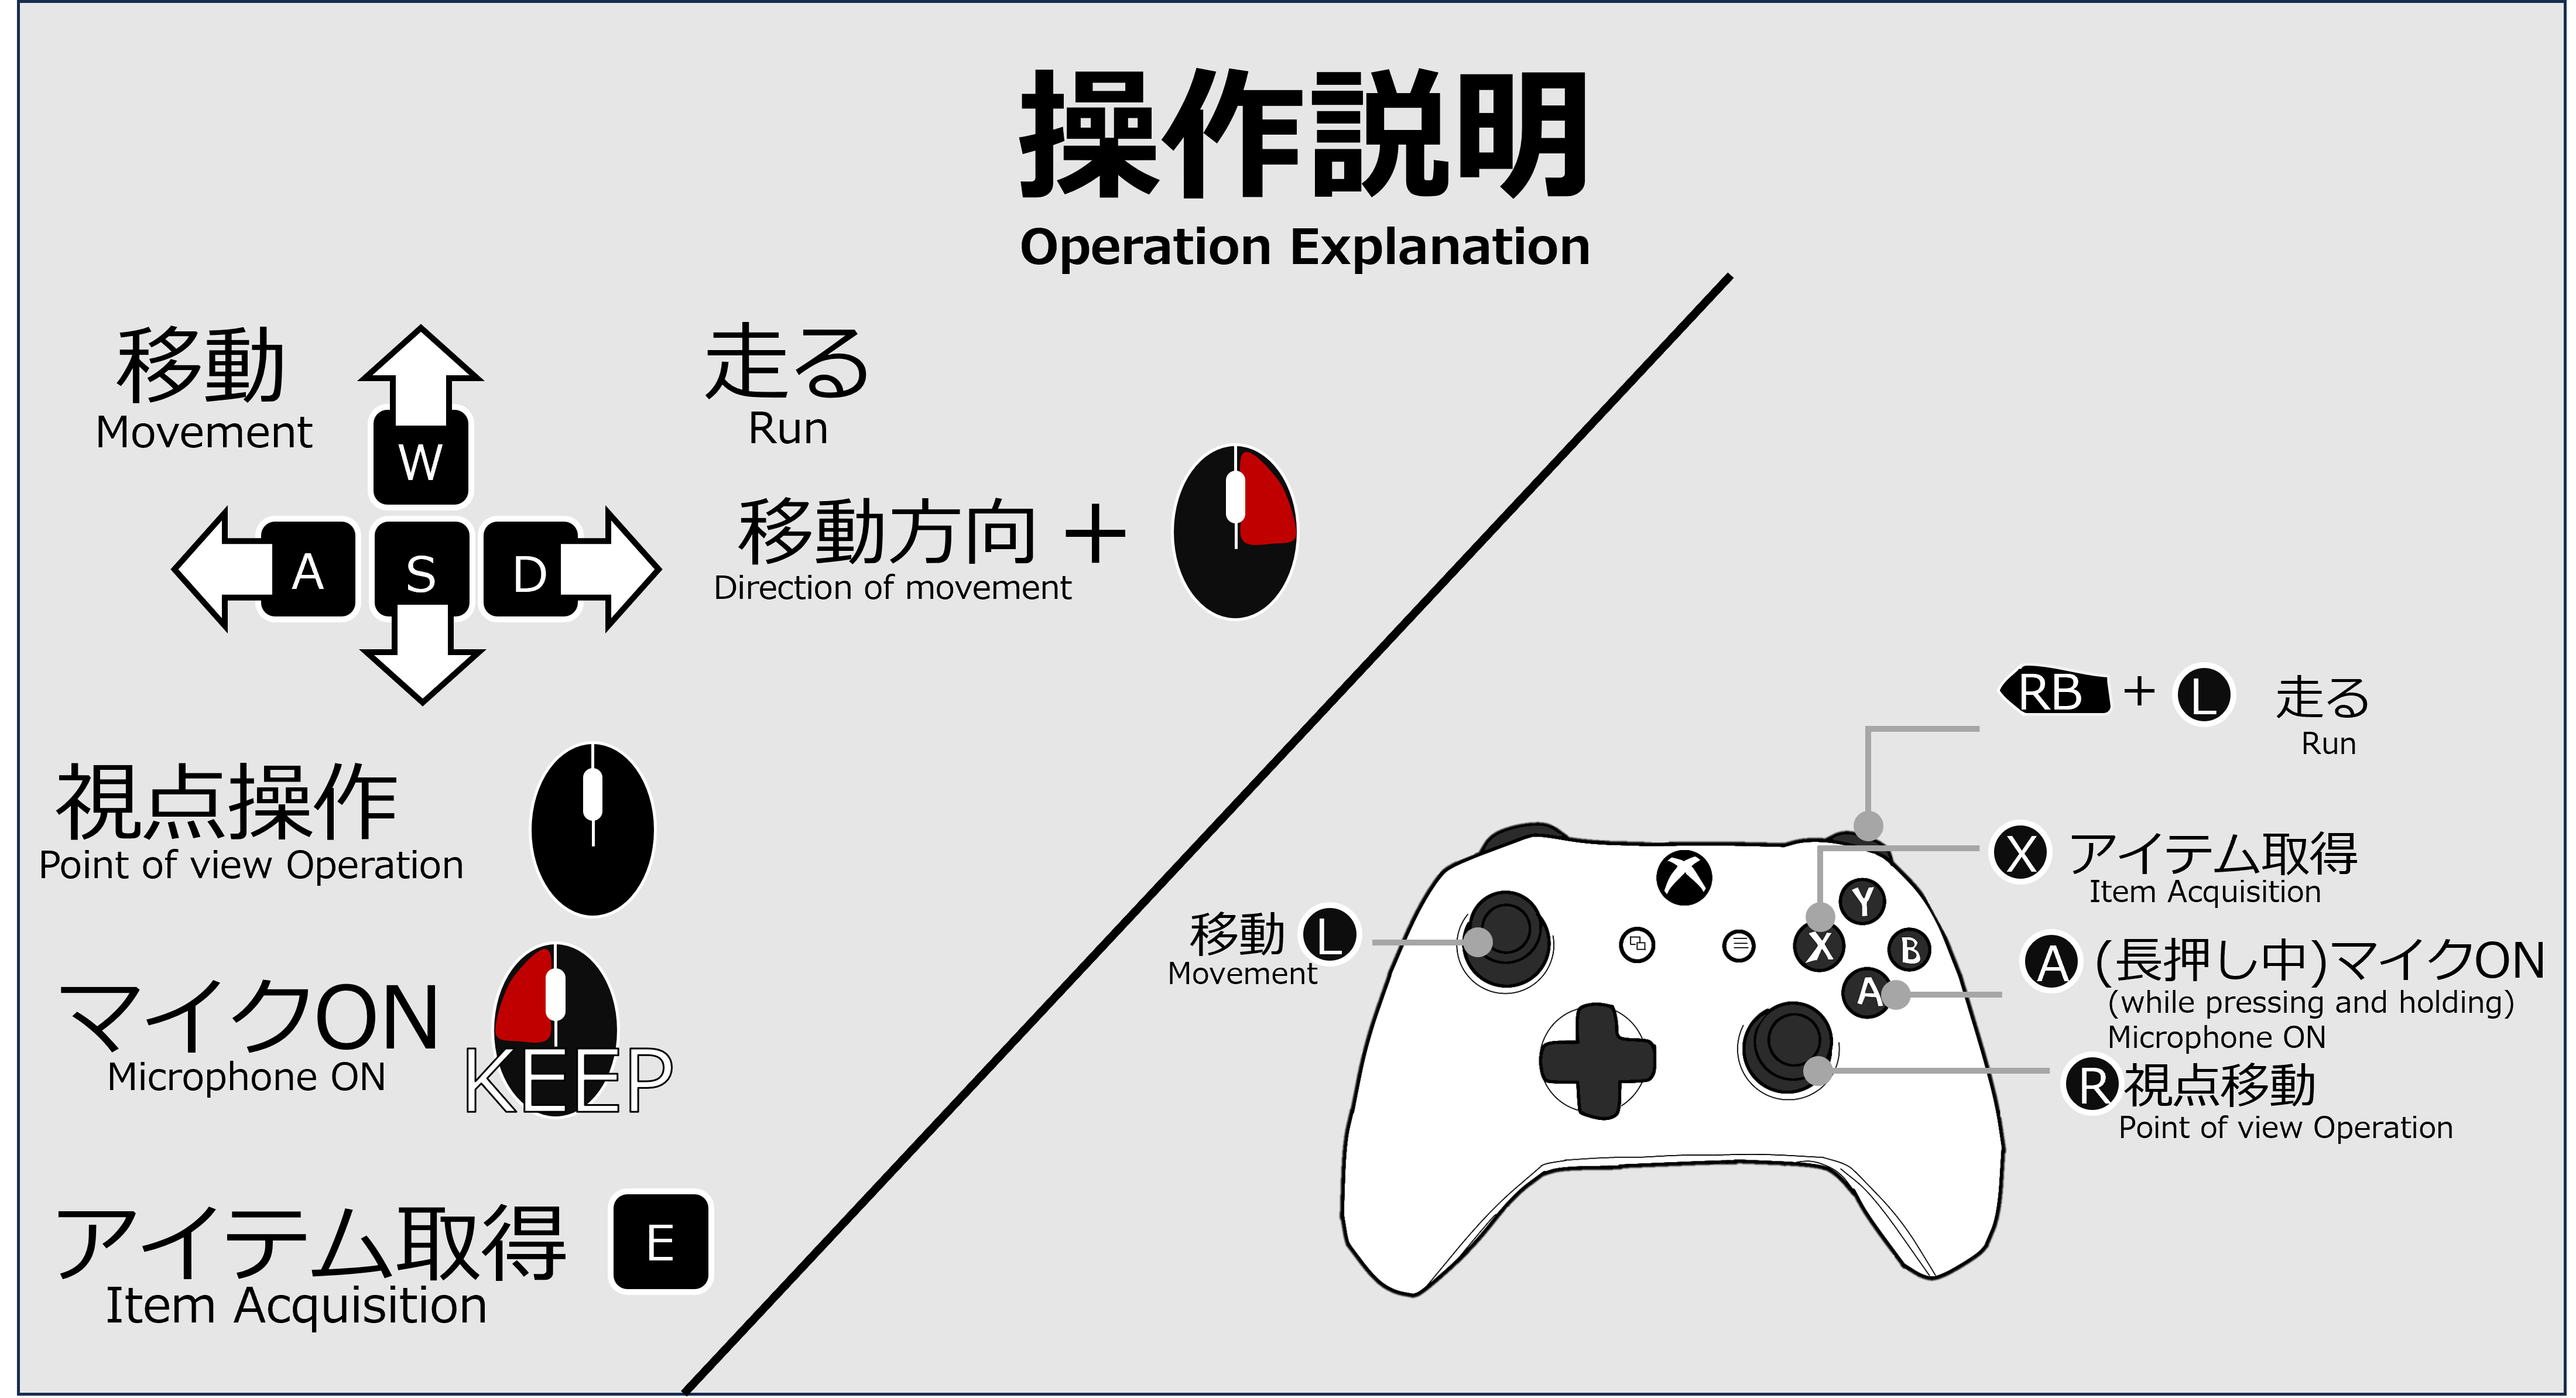 操作説明
Operation Explanation
移動
Movement
W
A S D
走る
Run
移動方向 +
Direction of movement
視点操作
Point of view Operation
マイクON
Microphone ON
KEEP
アイテム取得
Item Acquisition
E
RB + L 走る
Run
X アイテム取得
Item Acquisition
移動 L
Movement
A (長押し中)マイクON
(while pressing and holding)
Microphone ON
R 視点移動
Point of view Operation
Y
X B
A